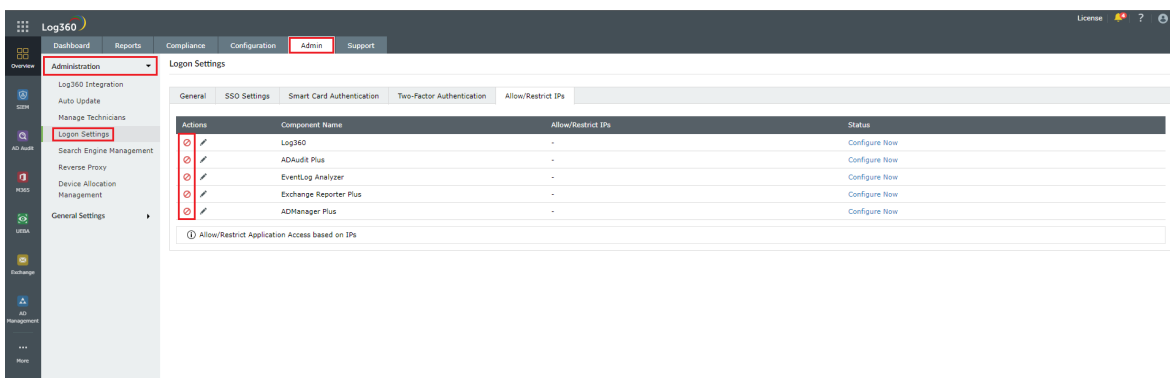 License 4 ?
Log360
Dashboard Reports Compliance Configuration Admin Support
Overview
SIEM
AD Audit
M365
UEBA
Exchange
AD
Management
More
Administration
Log360 Integration
Auto Update
Manage Technicians
Logon Settings
Search Engine Management
Reverse Proxy
Device Allocation
Management
General Settings
Logon Settings
General SSO Settings Smart Card Authentication Two-Factor Authentication Allow/Restrict IPs
Actions Component Name Allow/Restrict IPs Status
Log360 - Configure Now
ADAudit Plus - Configure Now
EventLog Analyzer - Configure Now
Exchange Reporter Plus - Configure Now
ADManager Plus - Configure Now
Allow/Restrict Application Access based on IPs